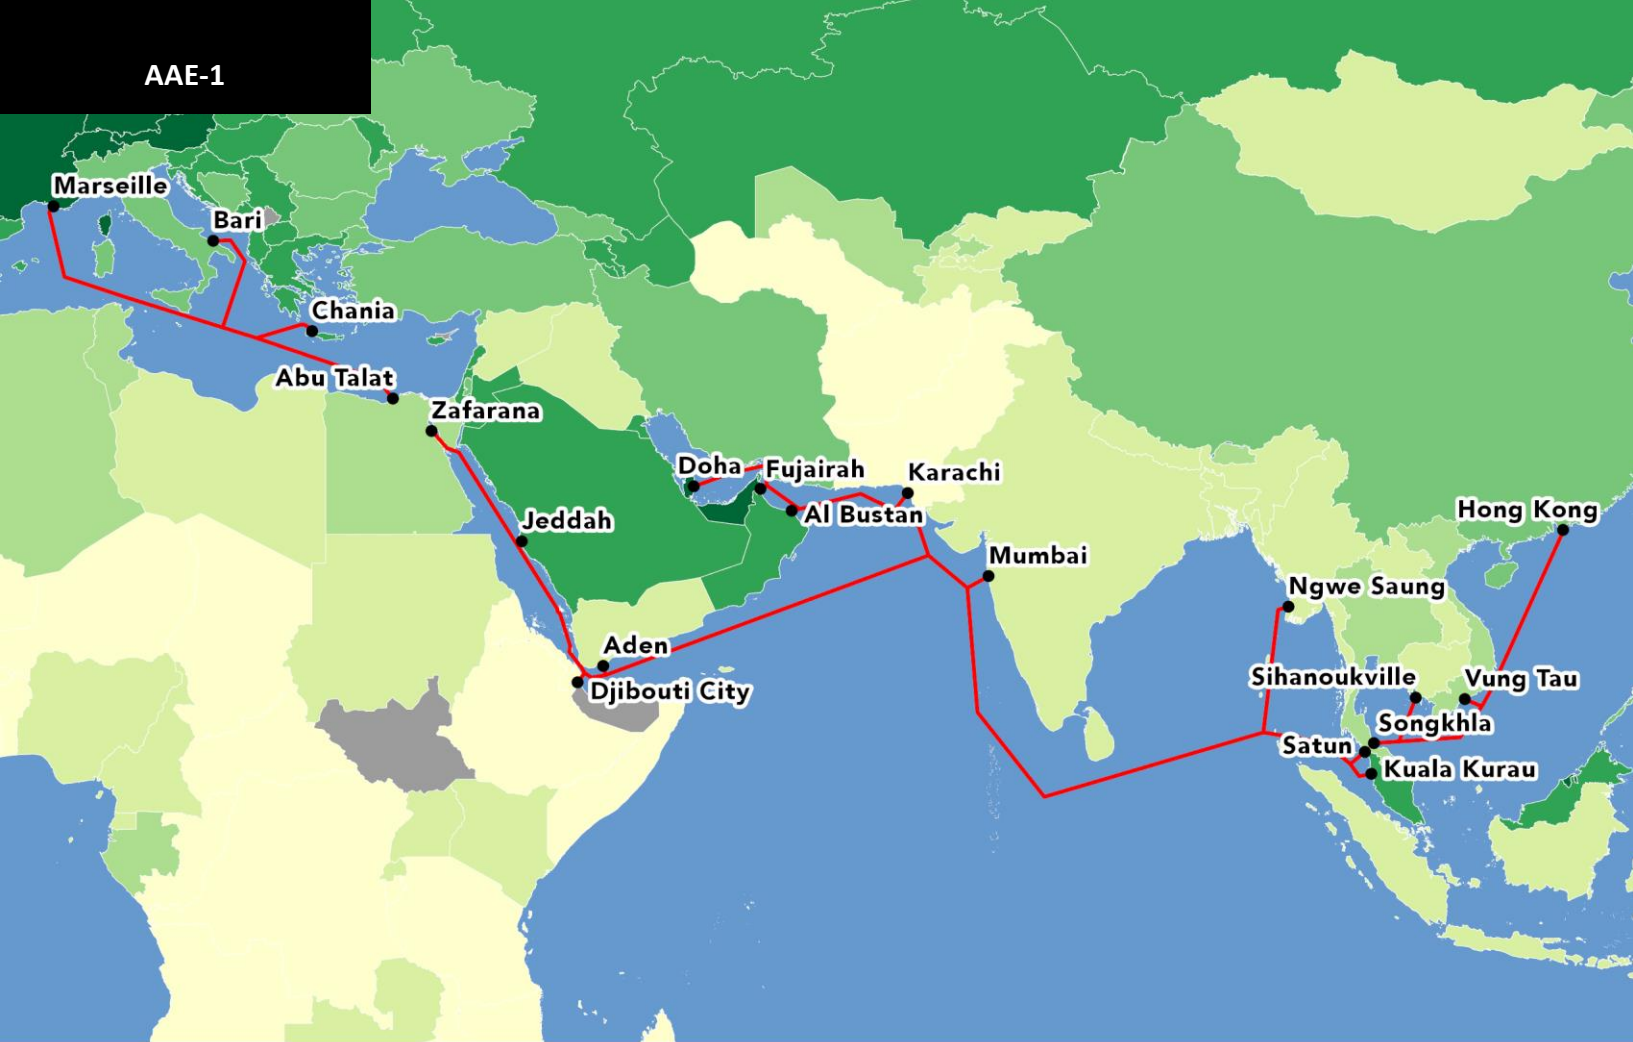 AAE-1
Marseille
Bari
Chania
Abu Talat
Zafarana
Doha
Fujairah
Karachi
Al Bustan
Jeddah
Hong Kong
Mumbai
Ngwe Saung
Aden
Djibouti City
Sihanoukville
Vung Tau
Songkhla
Satun
Kuala Kurau